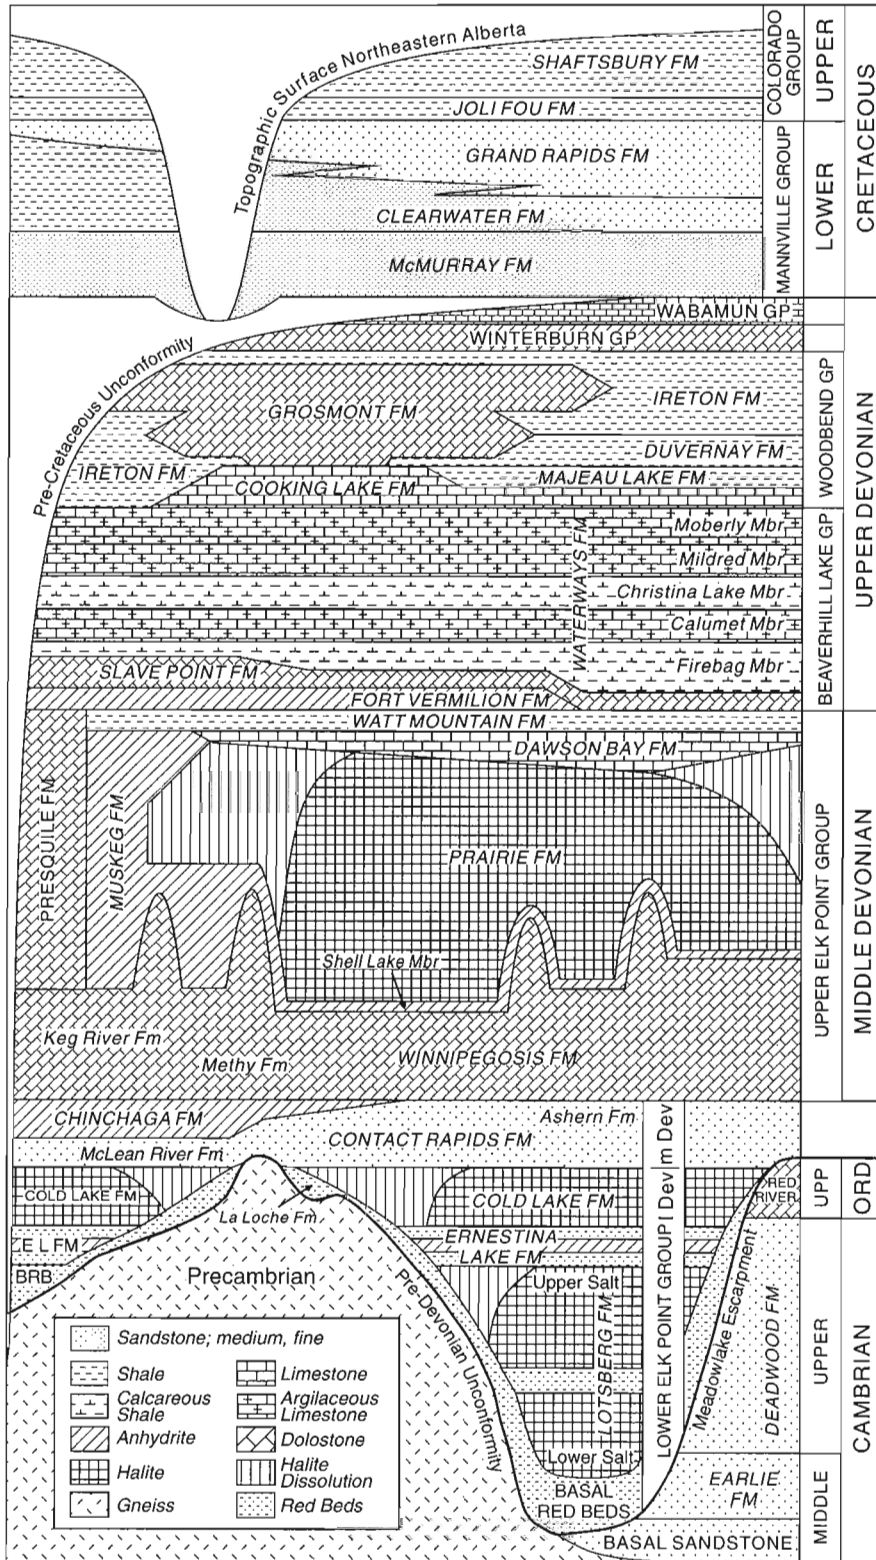 Topographic Surface Northeastern Alberta
SHAFTSBURY FM
JOLI FOU FM
GRAND RAPIDS FM
CLEARWATER FM
McMURRAY FM
COLORADO
GROUP
MANNVILLE GROUP
UPPER
LOWER
CRETACEOUS
WABAMUN GP
WINTERBURN GP
Pre-Cretaceous Unconformity
GROSMONT FM
IRETON FM
DUVERNAY FM
IRETON FM
COOKING LAKE FM
MAJEAU LAKE FM
WOODBEND GP
WATERWAYS FM
Moberly Mbr
Mildred Mbr
Christina Lake Mbr
Calumet Mbr
Firebag Mbr
SLAVE POINT FM
FORT VERMILION FM
BEAVERHILL LAKE GP
UPPER DEVONIAN
WATT MOUNTAIN FM
DAWSON BAY FM
PRESQUILE FM
MUSKEG FM
PRAIRIE FM
Shell Lake Mbr
Keg River Fm
Methy Fm
WINNIPEGOSIS FM
UPPER ELK POINT GROUP
MIDDLE DEVONIAN
CHINCHAGA FM
Ashern Fm
CONTACT RAPIDS FM
McLean River Fm
COLD LAKE FM
La Loche Fm
COLD LAKE FM
RED
RIVER
UPP
ORD
E L FM
ERNESTINA
LAKE FM
BRB
Precambrian
Pre-Devonian Unconformity
Upper Salt
LOTSBERG FM
Lower Salt
BASAL
RED BEDS
LOWER ELK POINT GROUP l Dev m Dev
Meadowlake Escarpment
DEADWOOD FM
EARLIE
FM
BASAL SANDSTONE
UPPER
MIDDLE
CAMBRIAN
Sandstone; medium, fine
Shale
Limestone
Calcareous
Shale
Argilaceous
Limestone
Anhydrite
Dolostone
Halite
Halite
Dissolution
Gneiss
Red Beds